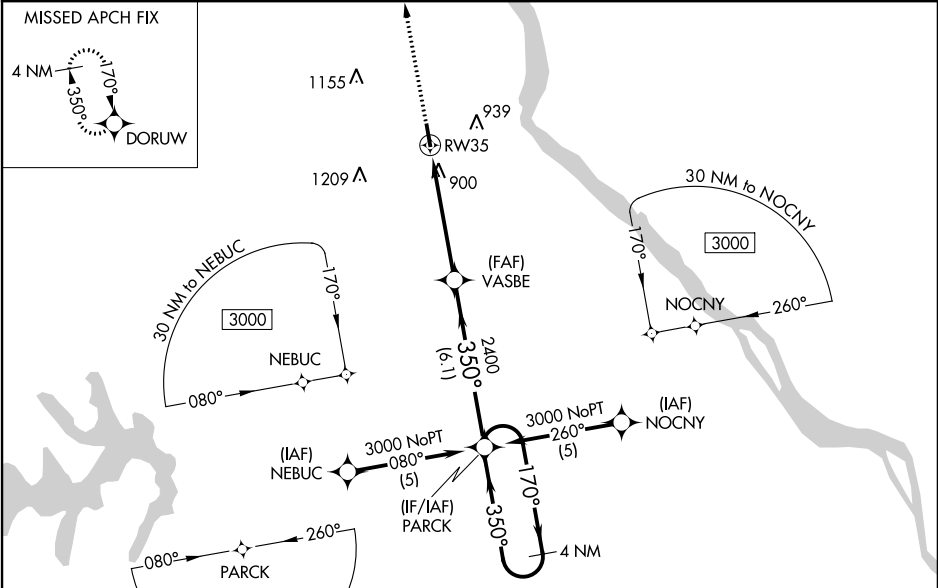 MISSED APCH FIX
4 NM
170°
350°
DORUW
1155
939
RW35
1209
900
30 NM to NOCNY
3000
170°
NOCNY
260°
30 NM to NEBUC
3000
170°
NEBUC
080°
(FAF)
VASBE
2400
350°
(6.1)
(IAF)
NEBUC
3000 NoPT
080°
(5)
3000 NoPT
260°
(5)
(IAF)
NOCNY
(IF/IAF)
PARCK
170°
350°
4 NM
080°
260°
PARCK